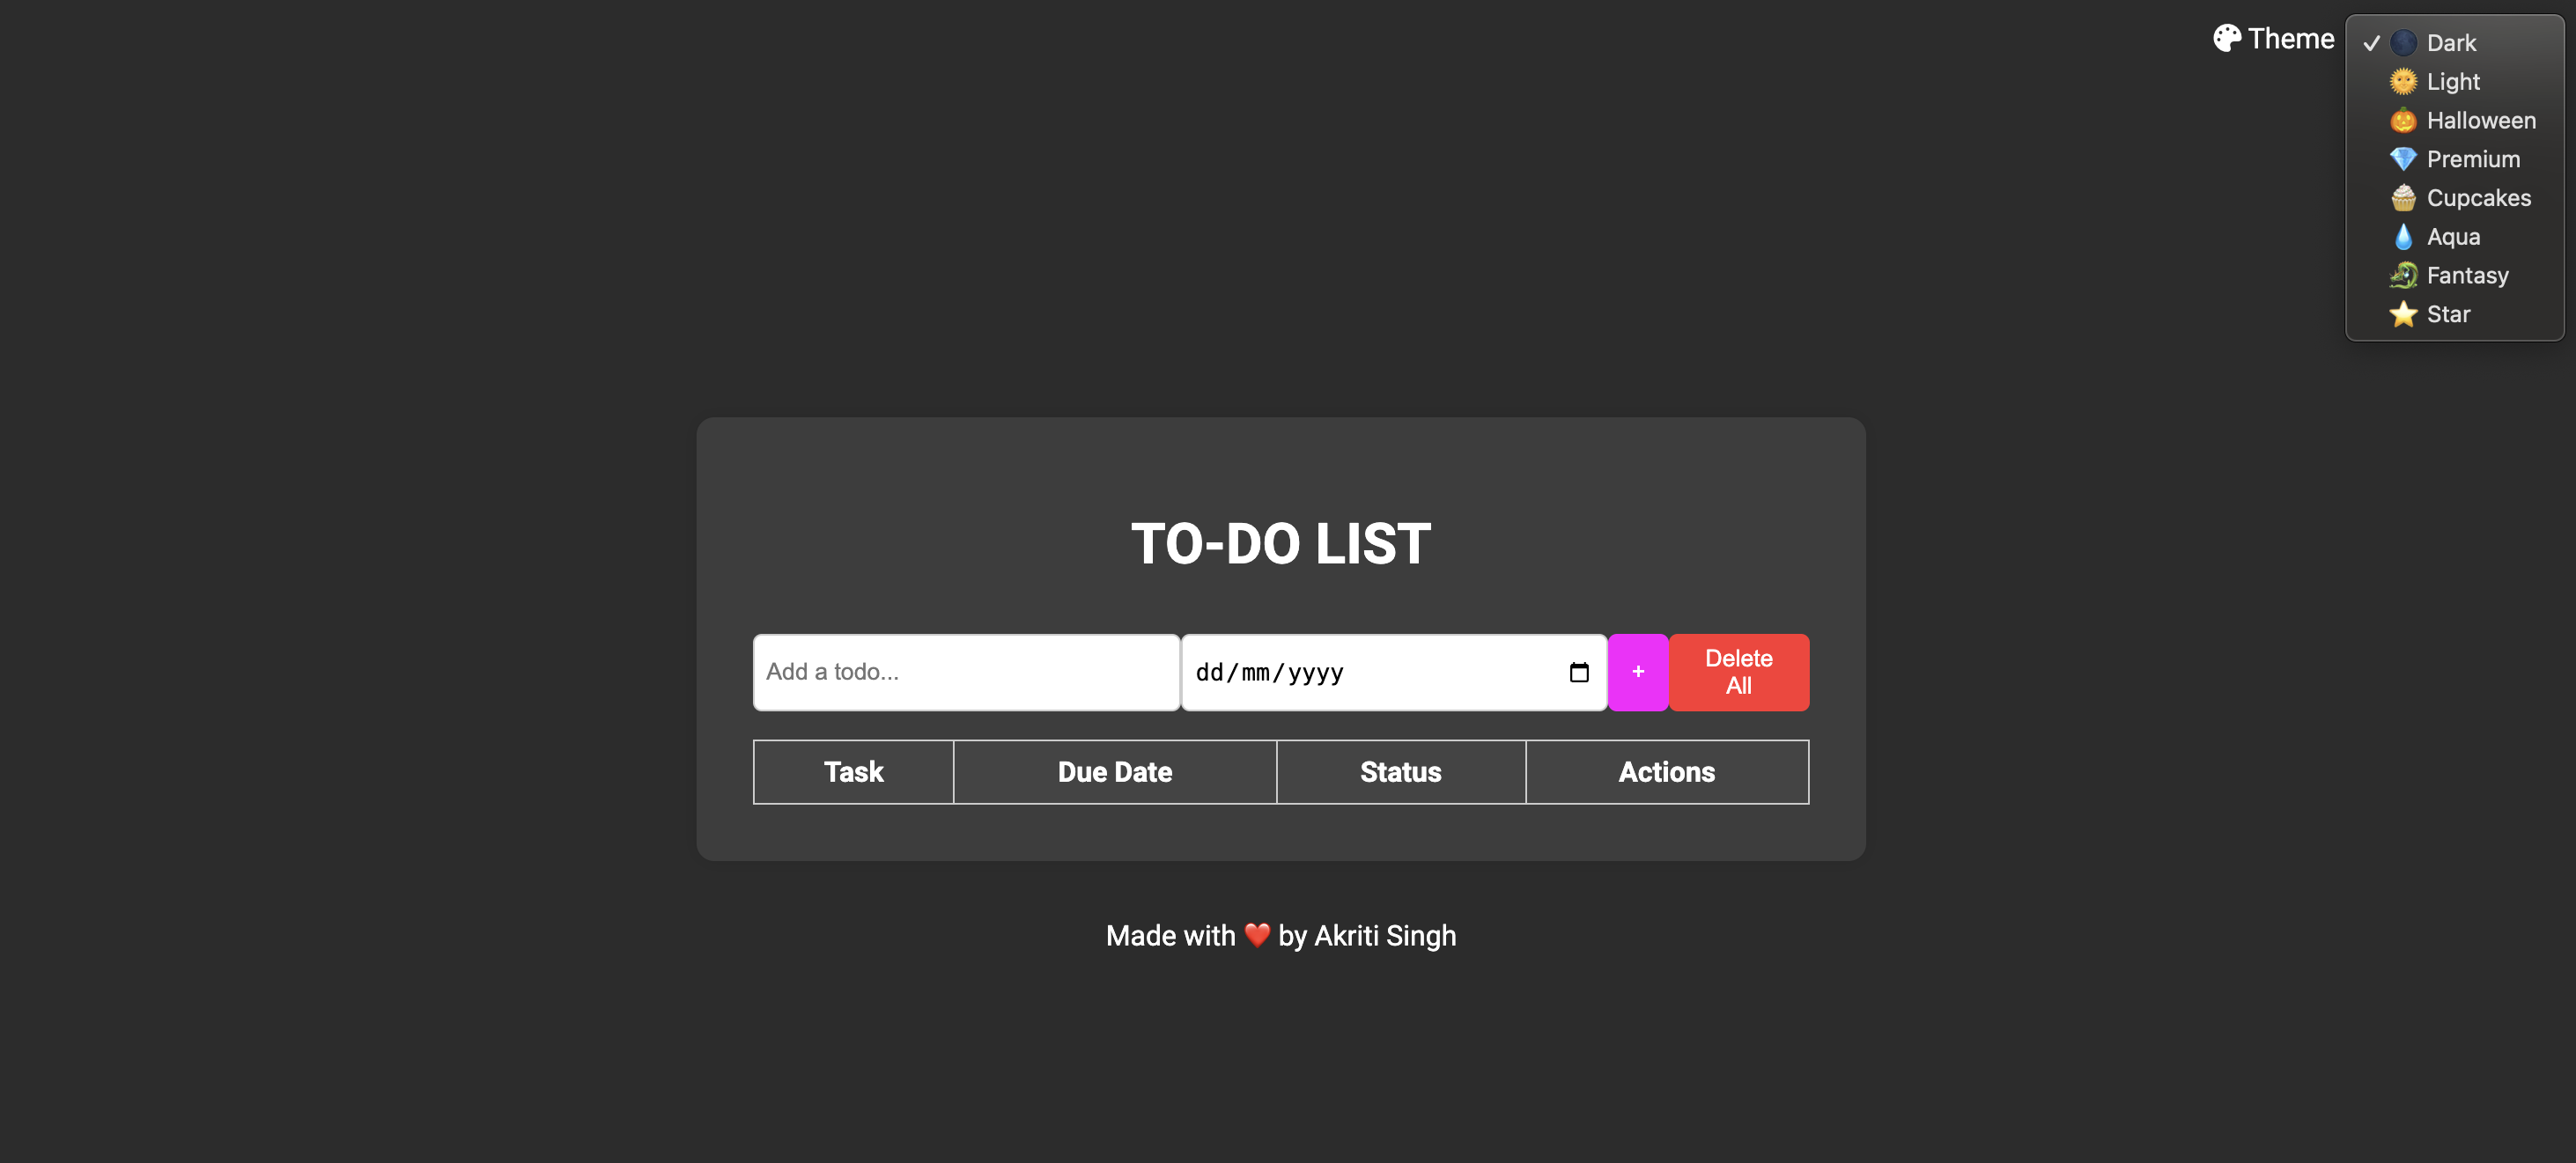 Theme
✓ 🌑 Dark
🌞 Light
🎃 Halloween
💎 Premium
🧁 Cupcakes
💧 Aqua
🐉 Fantasy
⭐ Star
TO-DO LIST
Add a todo... dd/mm/yyyy + Delete All
Task Due Date Status Actions
Made with ❤️ by Akriti Singh